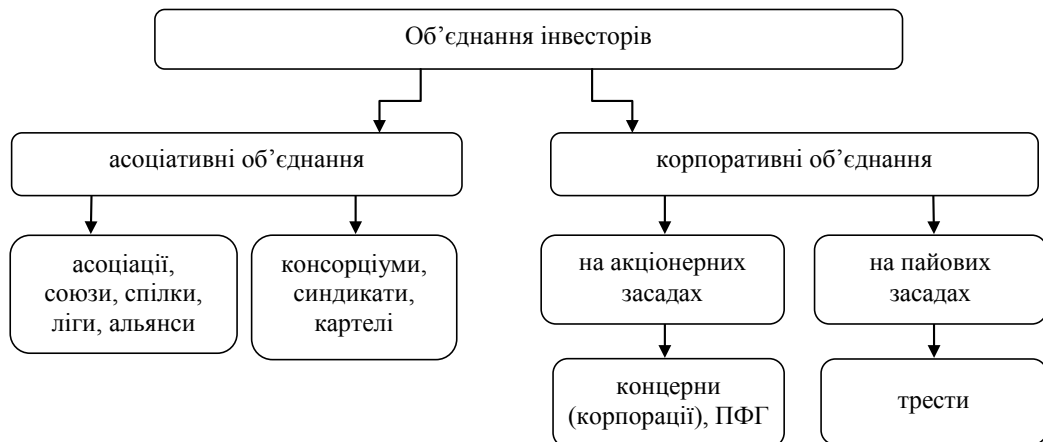 Об’єднання інвесторів
асоціативні об’єднання
корпоративні об’єднання
асоціації,
союзи, спілки,
ліги, альянси
консорціуми,
синдикати,
картелі
на акціонерних
засадах
на пайових
засадах
концерни
(корпорації), ПФГ
трести